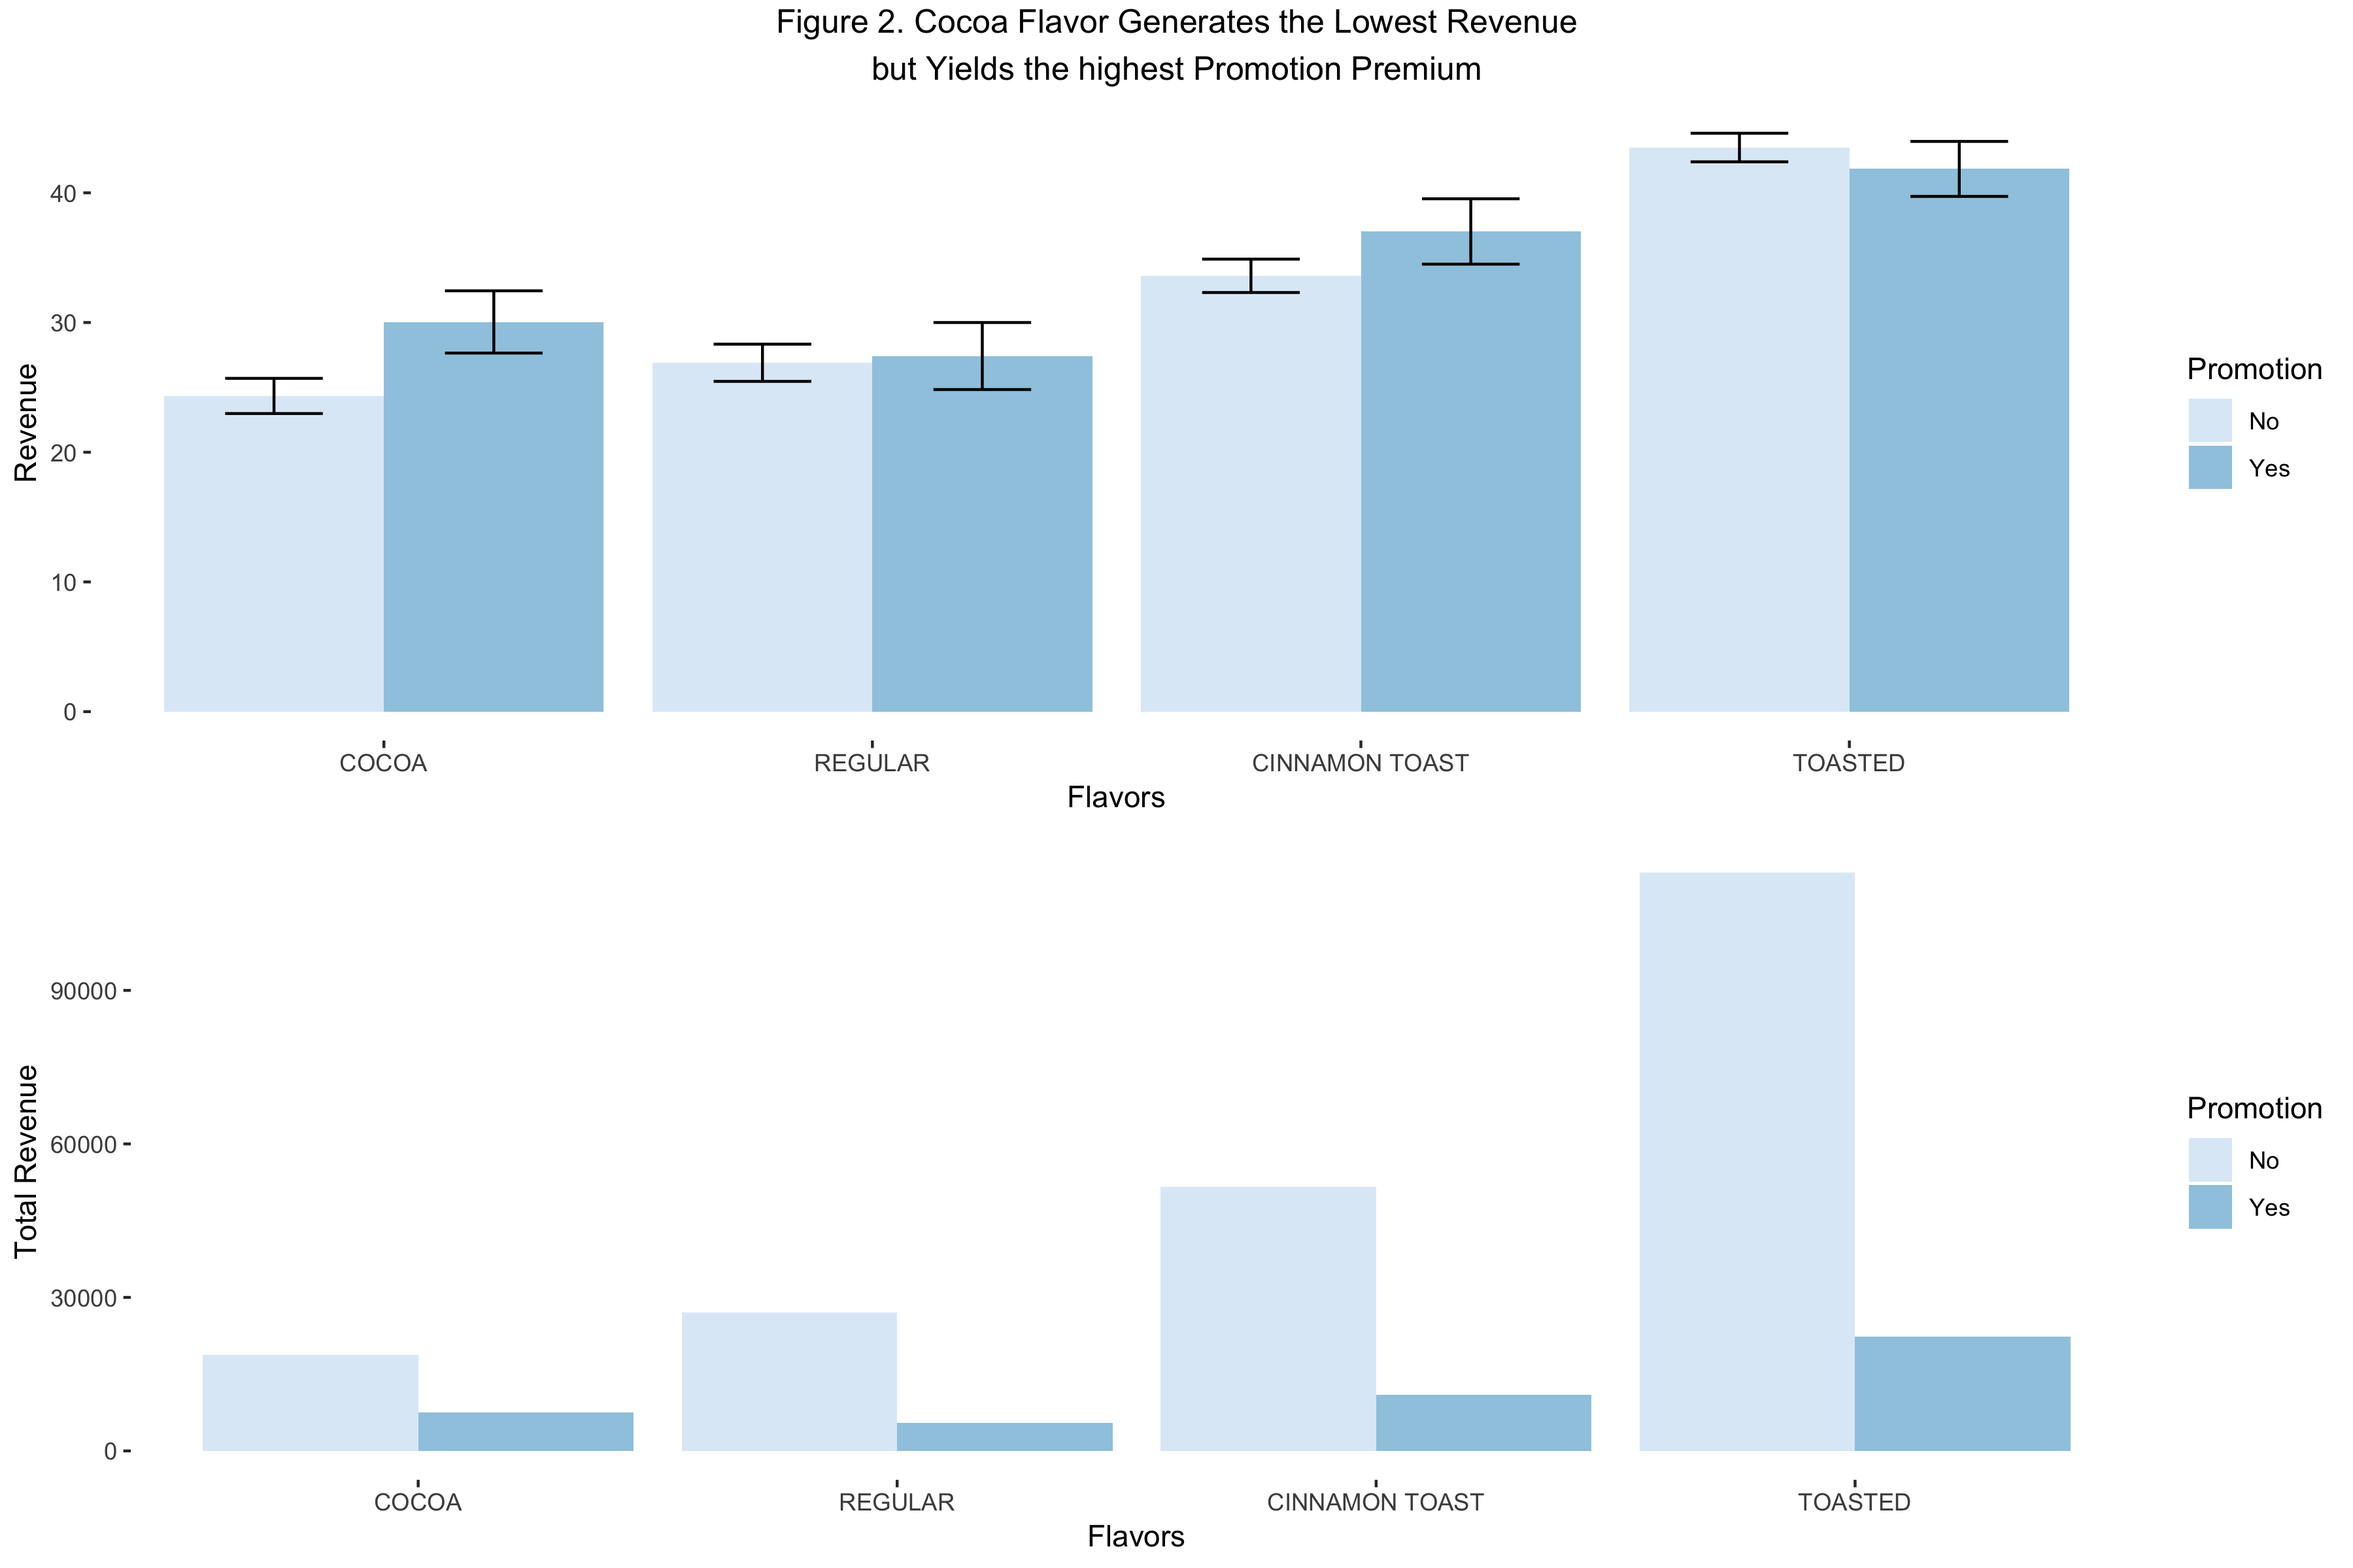 Figure 2. Cocoa Flavor Generates the Lowest Revenue
but Yields the highest Promotion Premium
Revenue
40
30
20
10
0
COCOA
REGULAR
CINNAMON TOAST
TOASTED
Flavors
Promotion
No
Yes
Total Revenue
90000
60000
30000
0
COCOA
REGULAR
CINNAMON TOAST
TOASTED
Flavors
Promotion
No
Yes